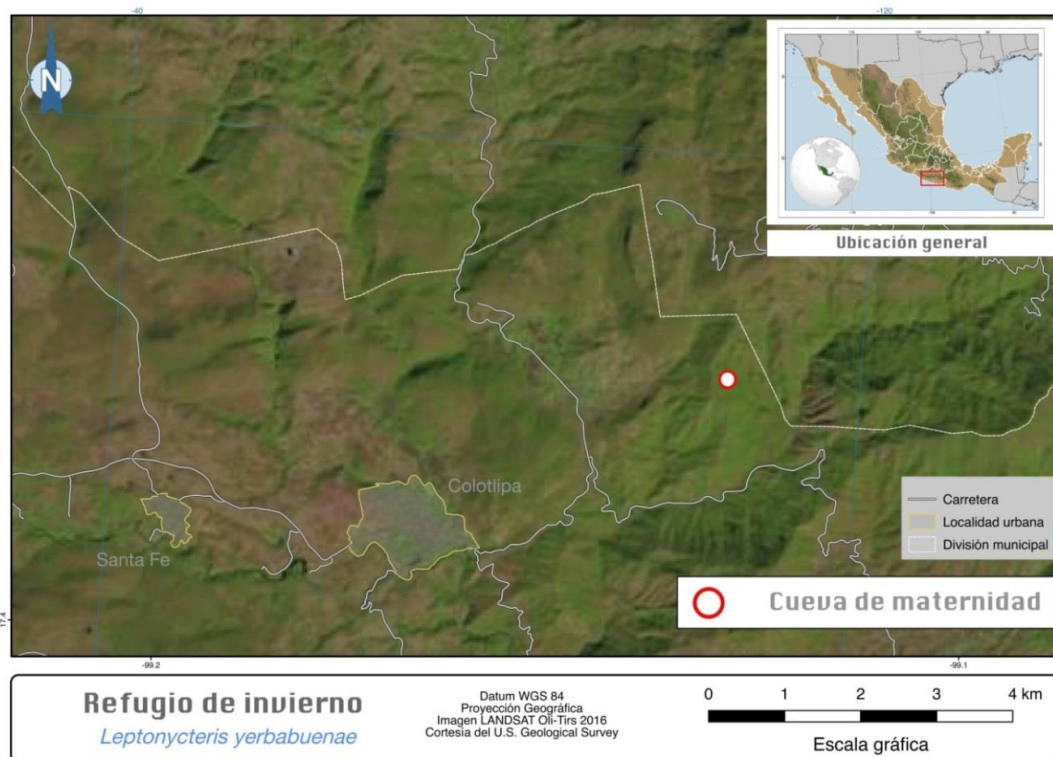 -40
-120
N
Ubicación general
Colotlipa
Santa Fe
Carretera
Localidad urbana
División municipal
Cueva de maternidad
17.4
-99.2
-99.1
Refugio de invierno
Leptonycteris yerbabuenae
Datum WGS 84
Proyección Geográfica
Imagen LANDSAT Oli-Tirs 2016
Cortesía del U.S. Geological Survey
0 1 2 3 4 km
Escala gráfica